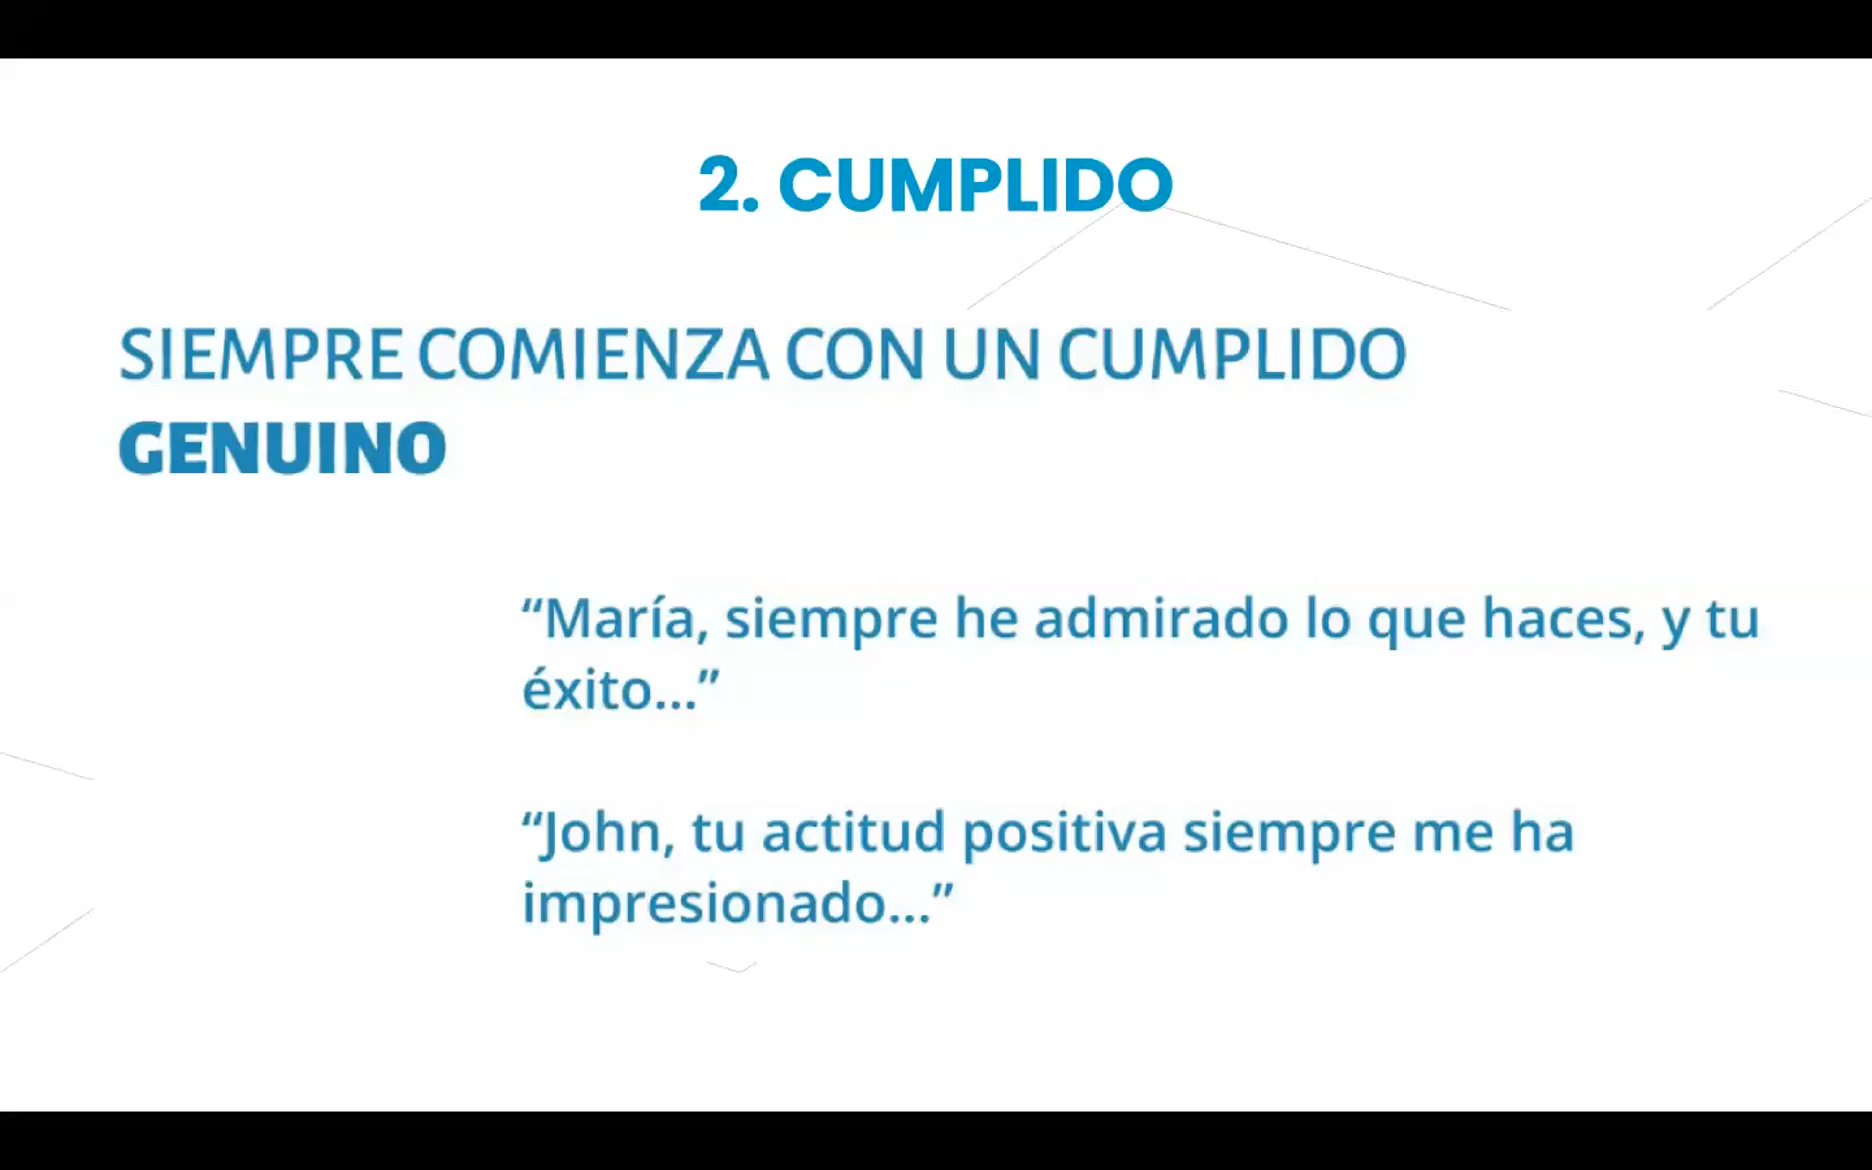 2. CUMPLIDO
SIEMPRE COMIENZA CON UN CUMPLIDO
GENUINO
“María, siempre he admirado lo que haces, y tu
éxito...”
“John, tu actitud positiva siempre me ha
impresionado...”